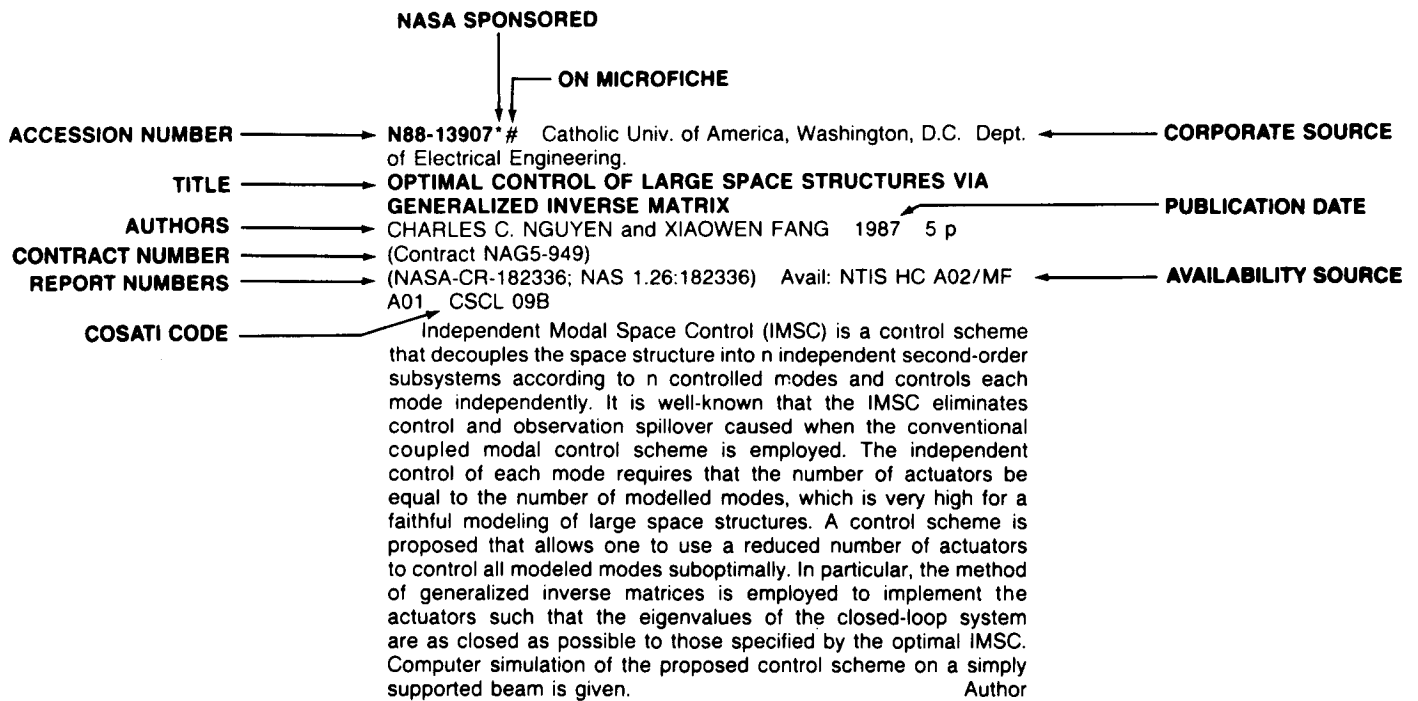 NASA SPONSORED
ON MICROFICHE
ACCESSION NUMBER
N88-13907*# Catholic Univ. of America, Washington, D.C. Dept.
CORPORATE SOURCE
of Electrical Engineering.
TITLE
OPTIMAL CONTROL OF LARGE SPACE STRUCTURES VIA
GENERALIZED INVERSE MATRIX
PUBLICATION DATE
AUTHORS
CHARLES C. NGUYEN and XIAOWEN FANG 1987 5 p
CONTRACT NUMBER
(Contract NAG5-949)
REPORT NUMBERS
(NASA-CR-182336; NAS 1.26:182336) Avail: NTIS HC A02/MF
AVAILABILITY SOURCE
A01 CSCL 09B
COSATI CODE
Independent Modal Space Control (IMSC) is a control scheme
that decouples the space structure into n independent second-order
subsystems according to n controlled modes and controls each
mode independently. It is well-known that the IMSC eliminates
control and observation spillover caused when the conventional
coupled modal control scheme is employed. The independent
control of each mode requires that the number of actuators be
equal to the number of modelled modes, which is very high for a
faithful modeling of large space structures. A control scheme is
proposed that allows one to use a reduced number of actuators
to control all modeled modes suboptimally. In particular, the method
of generalized inverse matrices is employed to implement the
actuators such that the eigenvalues of the closed-loop system
are as closed as possible to those specified by the optimal IMSC.
Computer simulation of the proposed control scheme on a simply
supported beam is given. Author